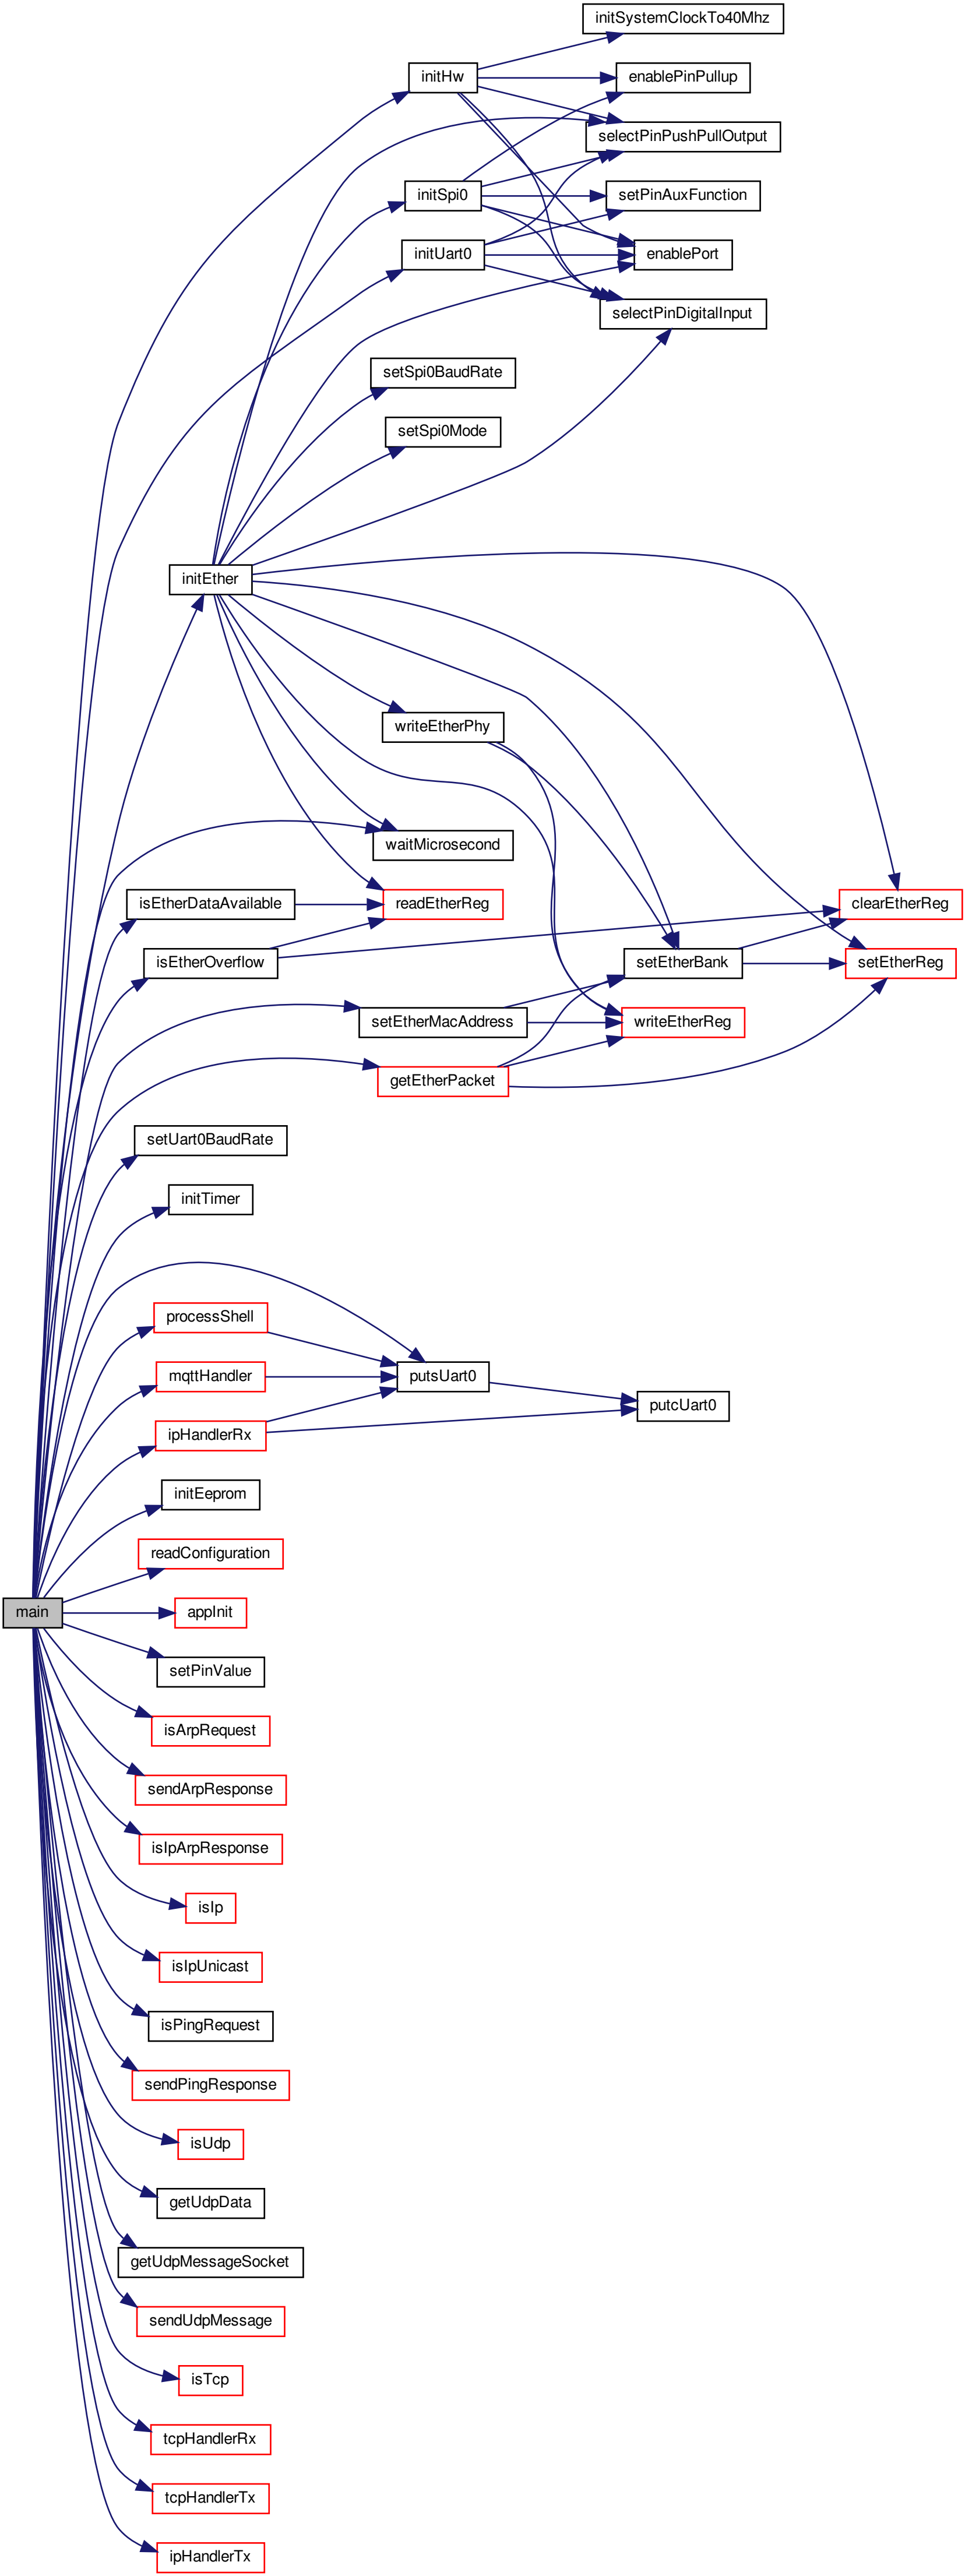 initSystemClockTo40Mhz
initHw
enablePinPullup
selectPinPushPullOutput
initSpi0
setPinAuxFunction
initUart0
enablePort
selectPinDigitalInput
setSpi0BaudRate
setSpi0Mode
initEther
writeEtherPhy
waitMicrosecond
isEtherDataAvailable
readEtherReg
clearEtherReg
isEtherOverflow
setEtherBank
setEtherReg
setEtherMacAddress
writeEtherReg
getEtherPacket
setUart0BaudRate
initTimer
processShell
mqttHandler
putsUart0
putcUart0
ipHandlerRx
initEeprom
readConfiguration
main
appInit
setPinValue
isArpRequest
sendArpResponse
isIpArpResponse
isIp
isIpUnicast
isPingRequest
sendPingResponse
isUdp
getUdpData
getUdpMessageSocket
sendUdpMessage
isTcp
tcpHandlerRx
tcpHandlerTx
ipHandlerTx